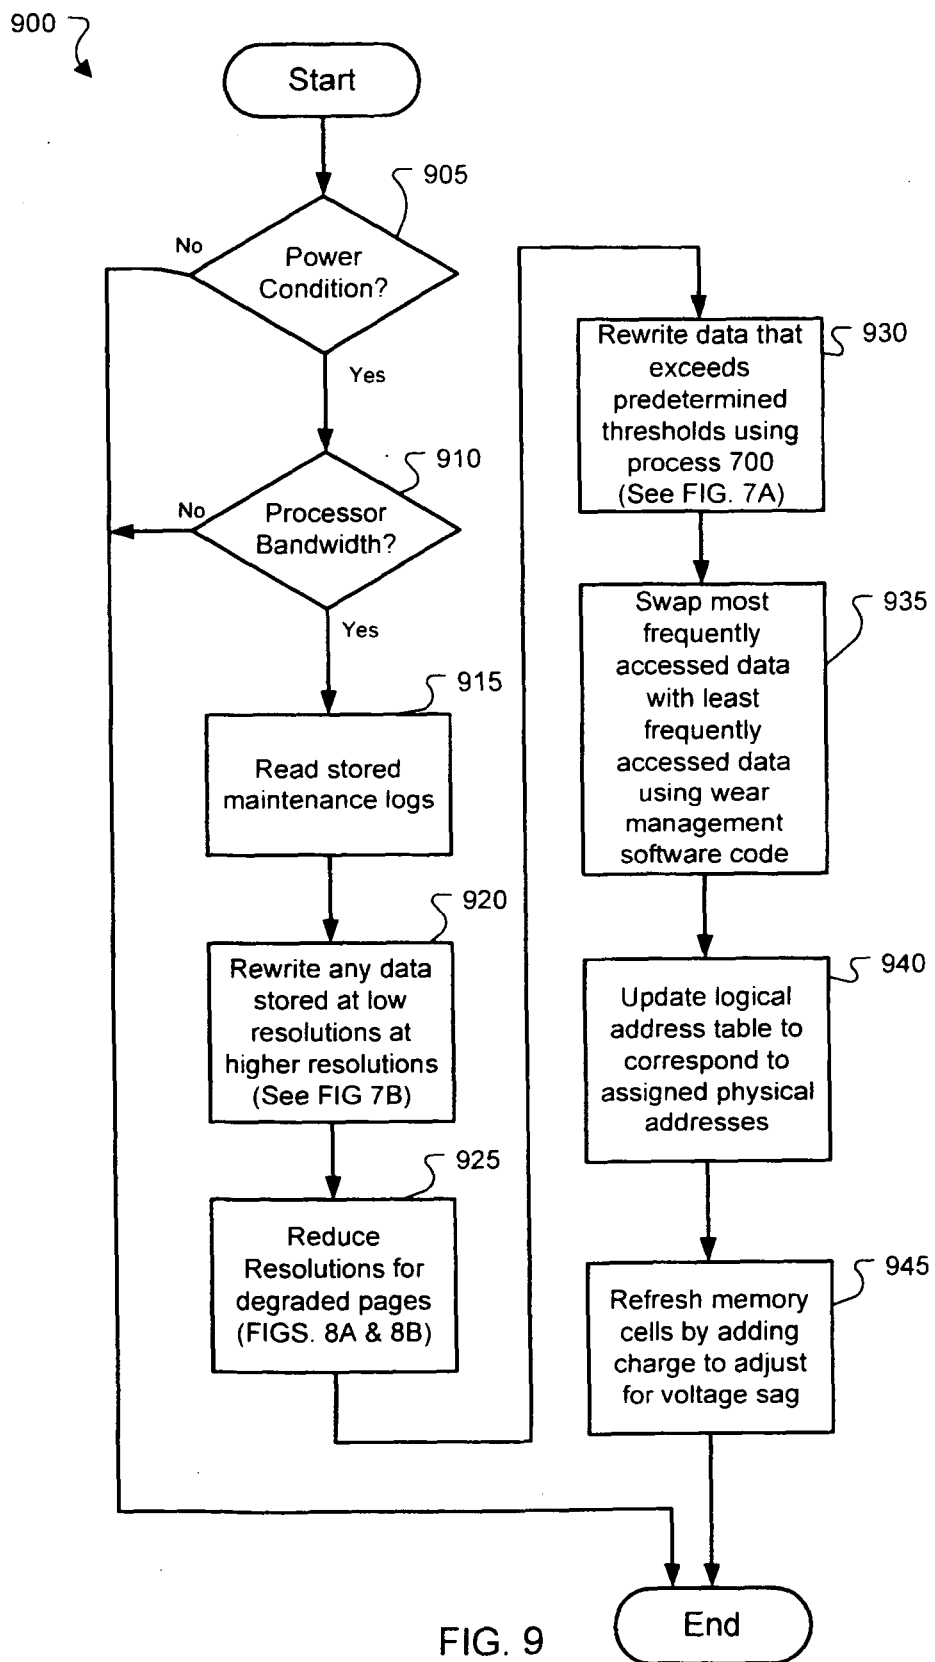 900
Start
905
No
Power
Condition?
Yes
910
No
Processor
Bandwidth?
Yes
915
Read stored
maintenance logs
920
Rewrite any data
stored at low
resolutions at
higher resolutions
(See FIG 7B)
925
Reduce
Resolutions for
degraded pages
(FIGS. 8A & 8B)
930
Rewrite data that
exceeds
predetermined
thresholds using
process 700
(See FIG. 7A)
935
Swap most
frequently
accessed data
with least
frequently
accessed data
using wear
management
software code
940
Update logical
address table to
correspond to
assigned physical
addresses
945
Refresh memory
cells by adding
charge to adjust
for voltage sag
End
FIG. 9